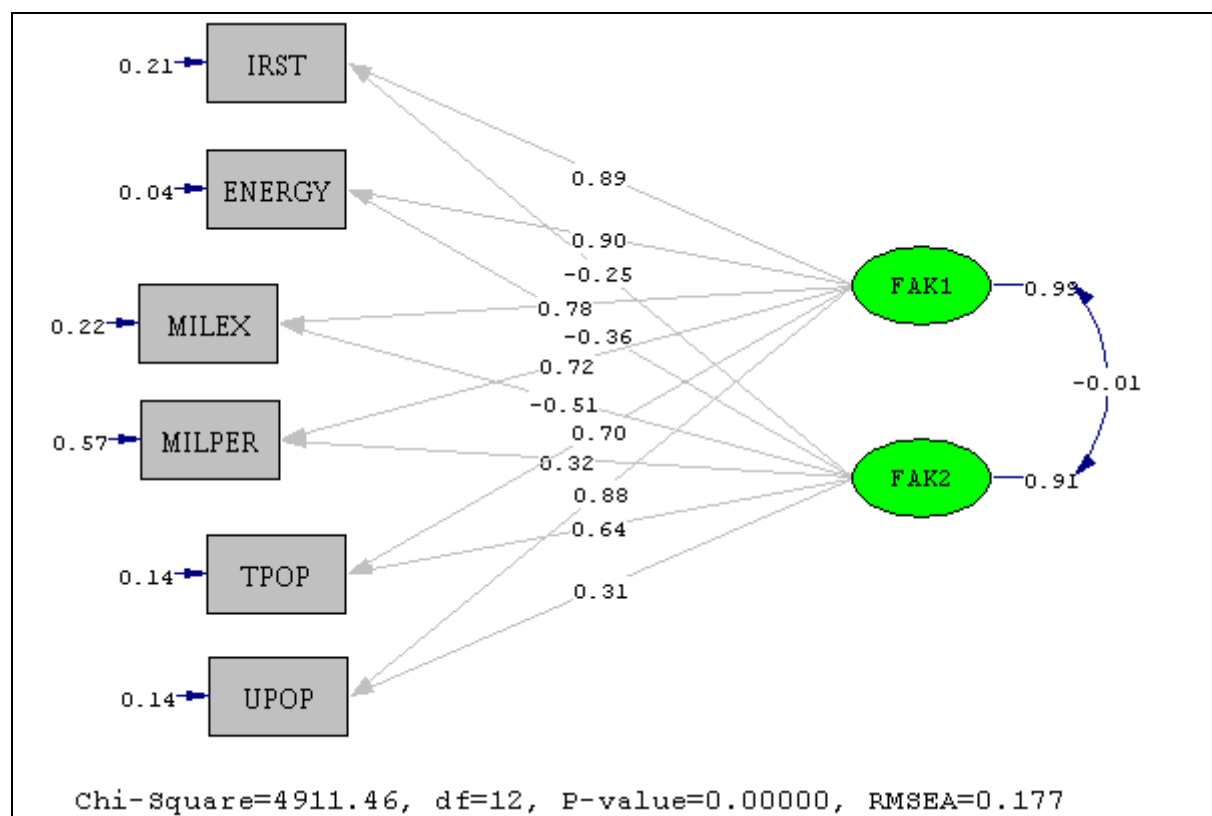 0.21 IRST
0.89
0.04 ENERGY
0.90
-0.25
FAK1 0.99
0.22 MILEX
0.78
-0.36
0.72
-0.01
-0.51
0.57 MILPER
0.70
0.32
FAK2 0.91
0.88
0.64
0.14 TPOP
0.31
0.14 UPOP
Chi-Square=4911.46, df=12, P-value=0.00000, RMSEA=0.177